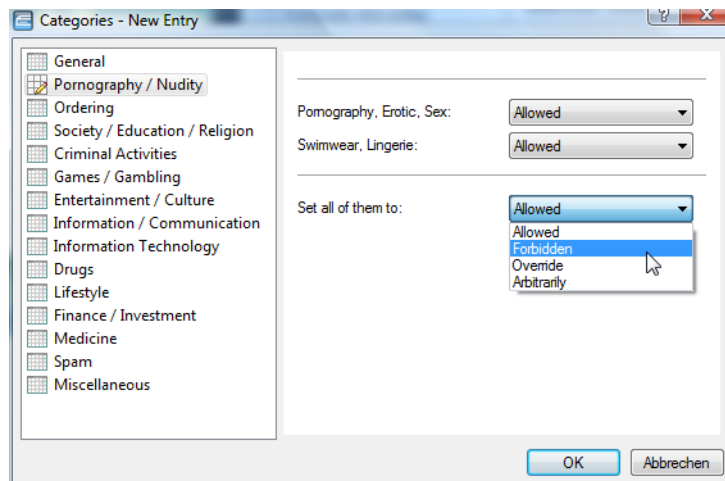 Categories - New Entry
General
Pornography / Nudity
Ordering
Society / Education / Religion
Criminal Activities
Games / Gambling
Entertainment / Culture
Information / Communication
Information Technology
Drugs
Lifestyle
Finance / Investment
Medicine
Spam
Miscellaneous
Pornography, Erotic, Sex: Allowed
Swimwear, Lingerie: Allowed
Set all of them to: Allowed
Allowed
Forbidden
Override
Arbitrarily
OK Abbrechen